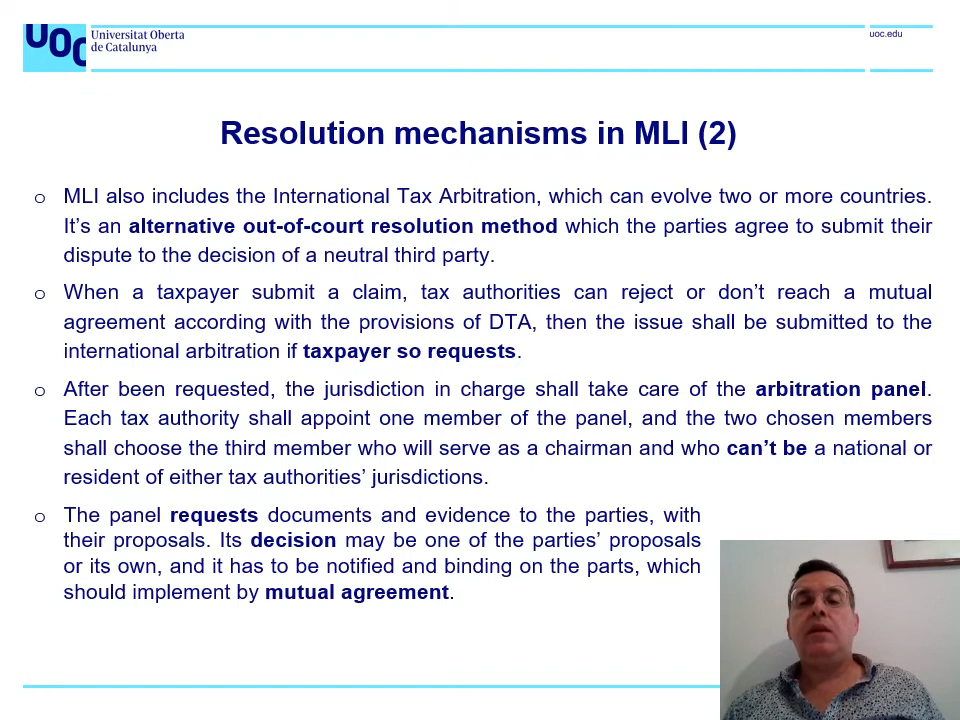 UOC
Universitat Oberta
de Catalunya
uoc.edu
Resolution mechanisms in MLI (2)
o MLI also includes the International Tax Arbitration, which can evolve two or more countries.
It’s an alternative out-of-court resolution method which the parties agree to submit their
dispute to the decision of a neutral third party.
o When a taxpayer submit a claim, tax authorities can reject or don’t reach a mutual
agreement according with the provisions of DTA, then the issue shall be submitted to the
international arbitration if taxpayer so requests.
o After been requested, the jurisdiction in charge shall take care of the arbitration panel.
Each tax authority shall appoint one member of the panel, and the two chosen members
shall choose the third member who will serve as a chairman and who can’t be a national or
resident of either tax authorities’ jurisdictions.
o The panel requests documents and evidence to the parties, with
their proposals. Its decision may be one of the parties’ proposals
or its own, and it has to be notified and binding on the parts, which
should implement by mutual agreement.